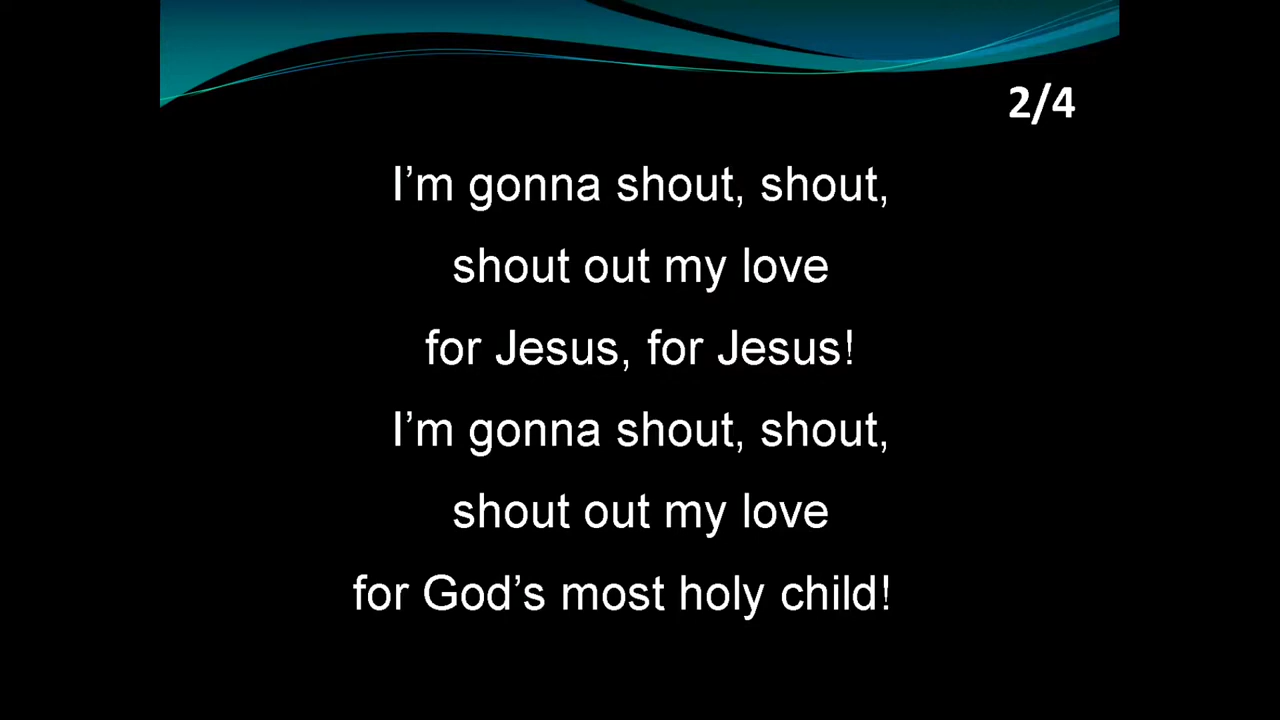 2/4
I’m gonna shout, shout,
shout out my love
for Jesus, for Jesus!
I’m gonna shout, shout,
shout out my love
for God’s most holy child!